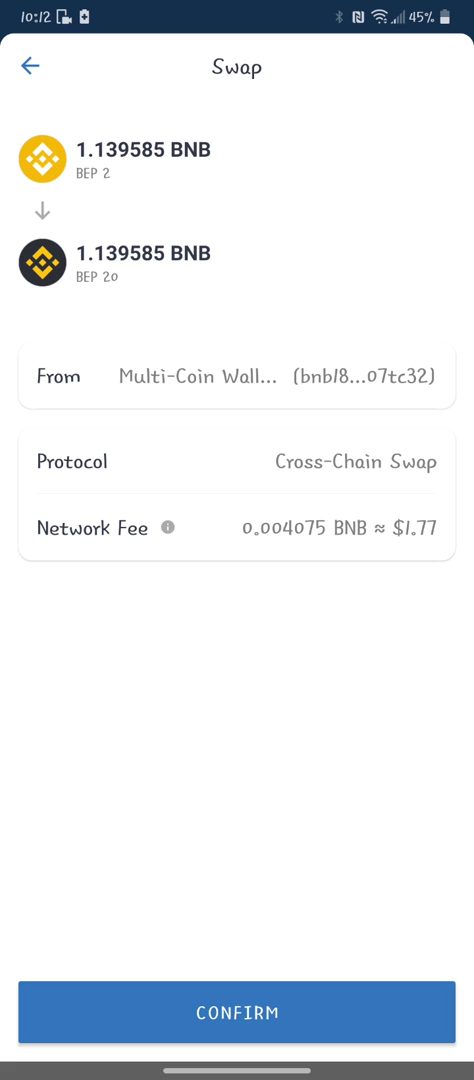 10:12
45%
Swap
1.139585 BNB
BEP 2
1.139585 BNB
BEP 20
From Multi-Coin Wall... (bnb18...07tc32)
Protocol Cross-Chain Swap
Network Fee 0.004075 BNB ≈ $1.77
CONFIRM